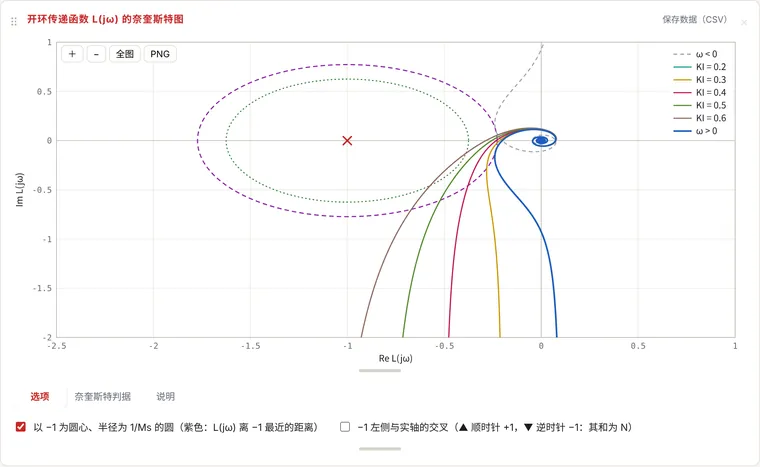 开环传递函数 L(jω) 的奈奎斯特图
保存数据（CSV） ×
＋ − 全图 PNG
ω < 0
KI = 0.2
KI = 0.3
KI = 0.4
KI = 0.5
KI = 0.6
ω > 0
1
0.5
0
-0.5
-1
-1.5
-2
Im L(jω)
-2.5 -2 -1.5 -1 -0.5 0 0.5 1
Re L(jω)
选项 奈奎斯特判据 说明
以 −1 为圆心、半径为 1/Ms 的圆（紫色：L(jω) 离 −1 最近的距离）
−1 左侧与实轴的交叉（▲ 顺时针 +1，▼ 逆时针 −1：其和为 N）